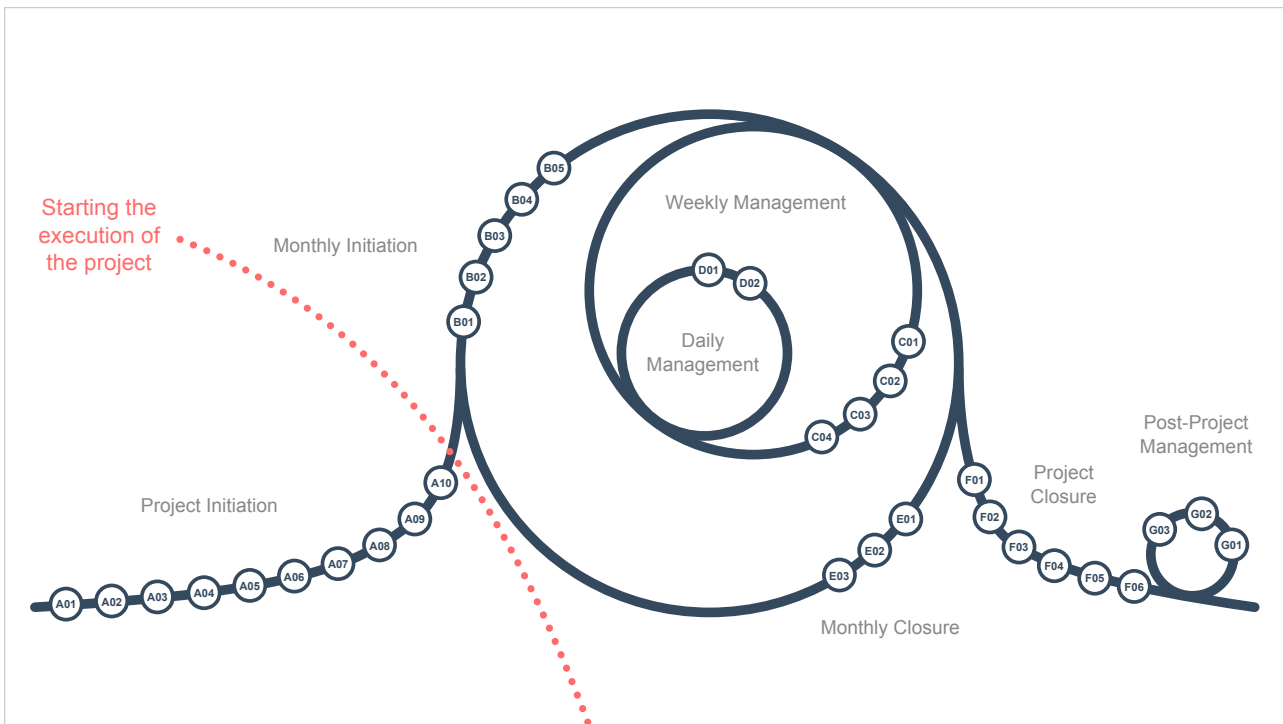 Starting the
execution of
the project
Monthly Initiation
Project Initiation
A01
A02
A03
A04
A05
A06
A07
A08
A09
A10
B01
B02
B03
B04
B05
Weekly Management
C01
C02
C03
C04
D01
D02
Daily
Management
E01
E02
E03
Monthly Closure
Project
Closure
F01
F02
F03
F04
F05
F06
Post-Project
Management
G01
G02
G03